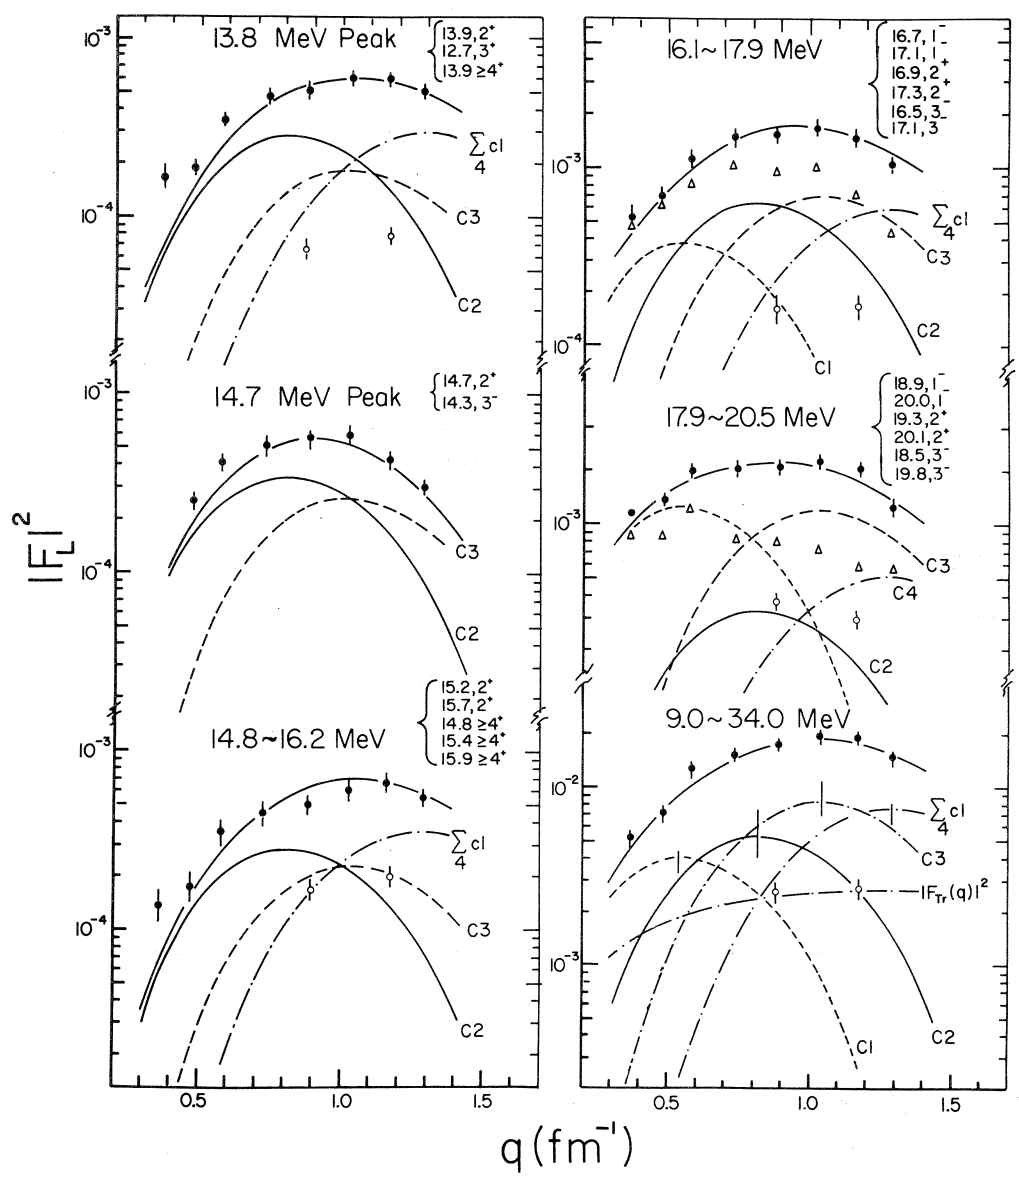 13.8 MeV Peak
13.9,2⁺
12.7,3⁺
13.9≥4⁺
10⁻³
10⁻⁴
∑cl
4
C3
C2
14.7 MeV Peak
14.7,2⁺
14.3,3⁻
10⁻³
10⁻⁴
C3
C2
14.8~16.2 MeV
15.2,2⁺
15.7,2⁺
14.8≥4⁺
15.4≥4⁺
15.9≥4⁺
10⁻³
10⁻⁴
∑cl
4
C3
C2
0.5 1.0 1.5
|F_L|²
16.1~17.9 MeV
16.7,1⁻
17.1,1⁻
16.9,2⁺
17.3,2⁺
16.5,3⁻
17.1,3⁻
10⁻³
10⁻⁴
∑cl
4
C3
C2
C1
17.9~20.5 MeV
18.9,1⁻
20.0,1⁻
19.3,2⁺
20.1,2⁺
18.5,3⁻
19.8,3⁻
10⁻³
C3
C4
C2
9.0~34.0 MeV
10⁻²
10⁻³
∑cl
4
C3
|F_Tr(q)|²
C2
C1
0.5 1.0 1.5
q(fm⁻¹)